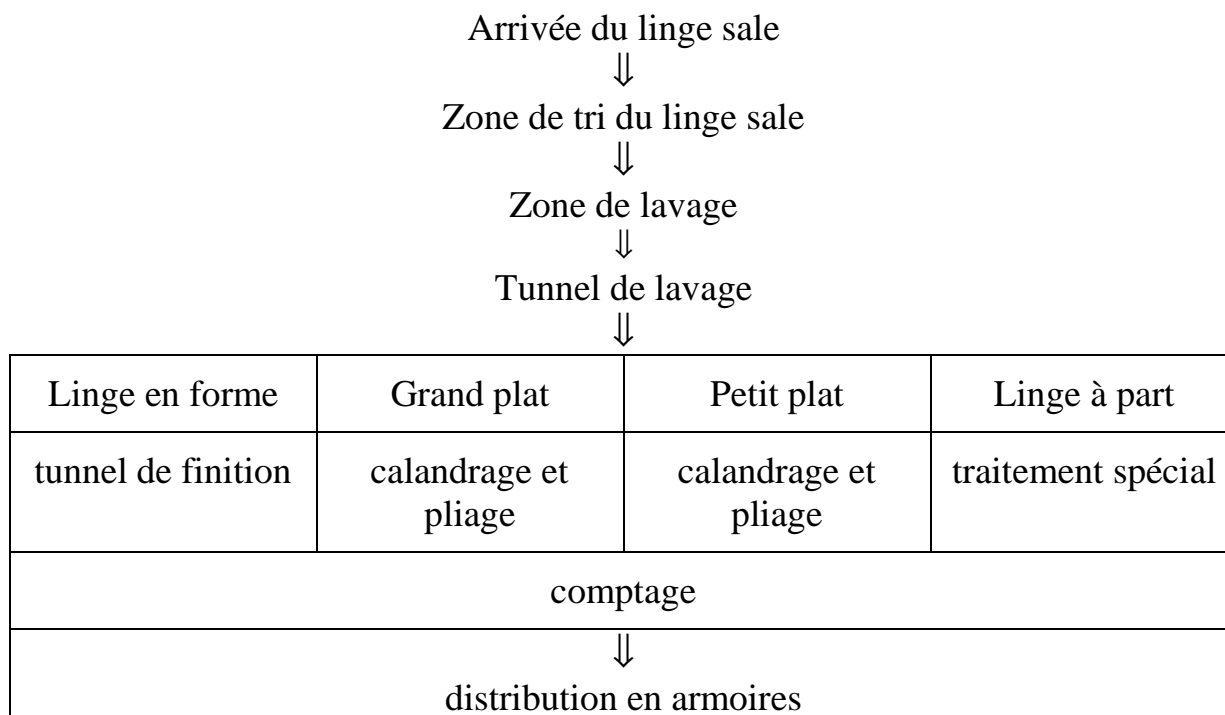 Arrivée du linge sale
⇓
Zone de tri du linge sale
⇓
Zone de lavage
⇓
Tunnel de lavage
⇓
Linge en forme Grand plat Petit plat Linge à part
tunnel de finition calandrage et pliage calandrage et pliage traitement spécial
comptage
⇓
distribution en armoires